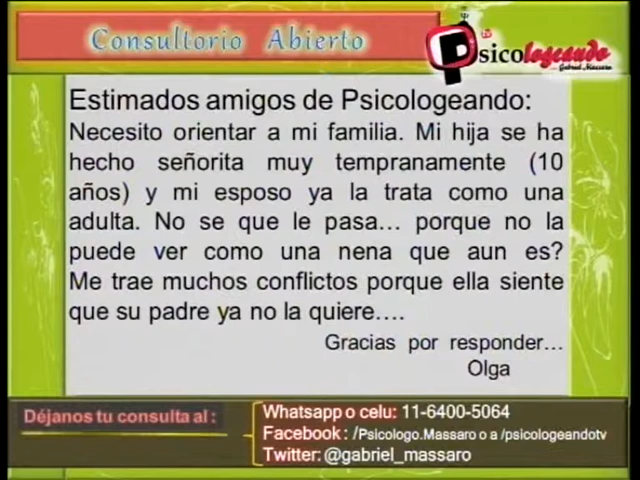 Consultorio Abierto
Psicologeando
tv
Gabriel Massaro
Estimados amigos de Psicologeando:
Necesito orientar a mi familia. Mi hija se ha
hecho señorita muy tempranamente (10
años) y mi esposo ya la trata como una
adulta. No se que le pasa... porque no la
puede ver como una nena que aun es?
Me trae muchos conflictos porque ella siente
que su padre ya no la quiere....
Gracias por responder...
Olga
Déjanos tu consulta al :
Whatsapp o celu: 11-6400-5064
Facebook : /Psicologo.Massaro o a /psicologeandotv
Twitter: @gabriel_massaro